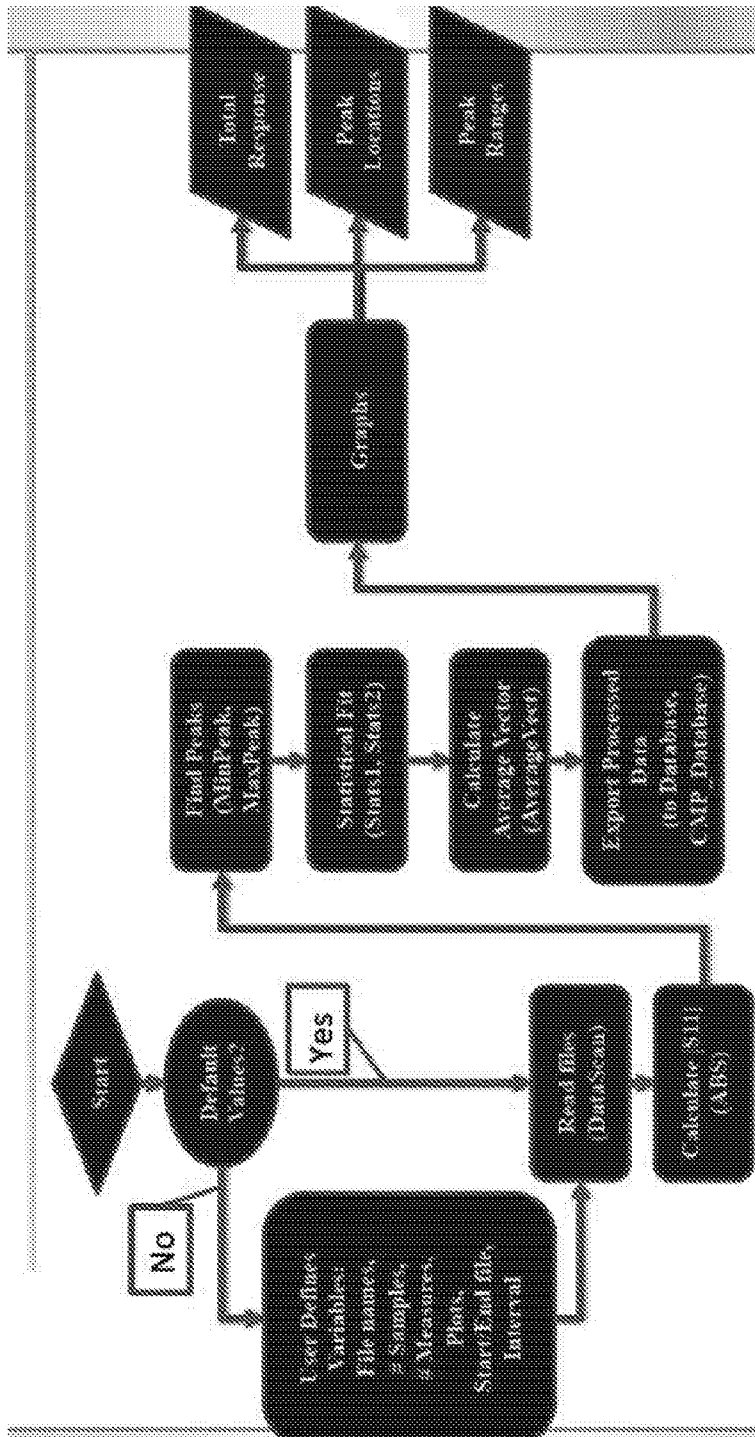 Start
Default
Values?
No
Yes
User Defines
Variables:
File names,
# Samples,
# Measures,
Plots,
Start/End file,
Interval
Read files
(DataScan)
Calculate |S11|
(ABS)
Find Peaks
(MinPeak,
MaxPeak)
Statistical Fit
(Stats1, Stats2)
Calculate
Average Vector
(AverageVect)
Export Processed
Data
(to Database,
CMP_Database)
Graphs
Total
Response
Peak
Locations
Peak
Ranges